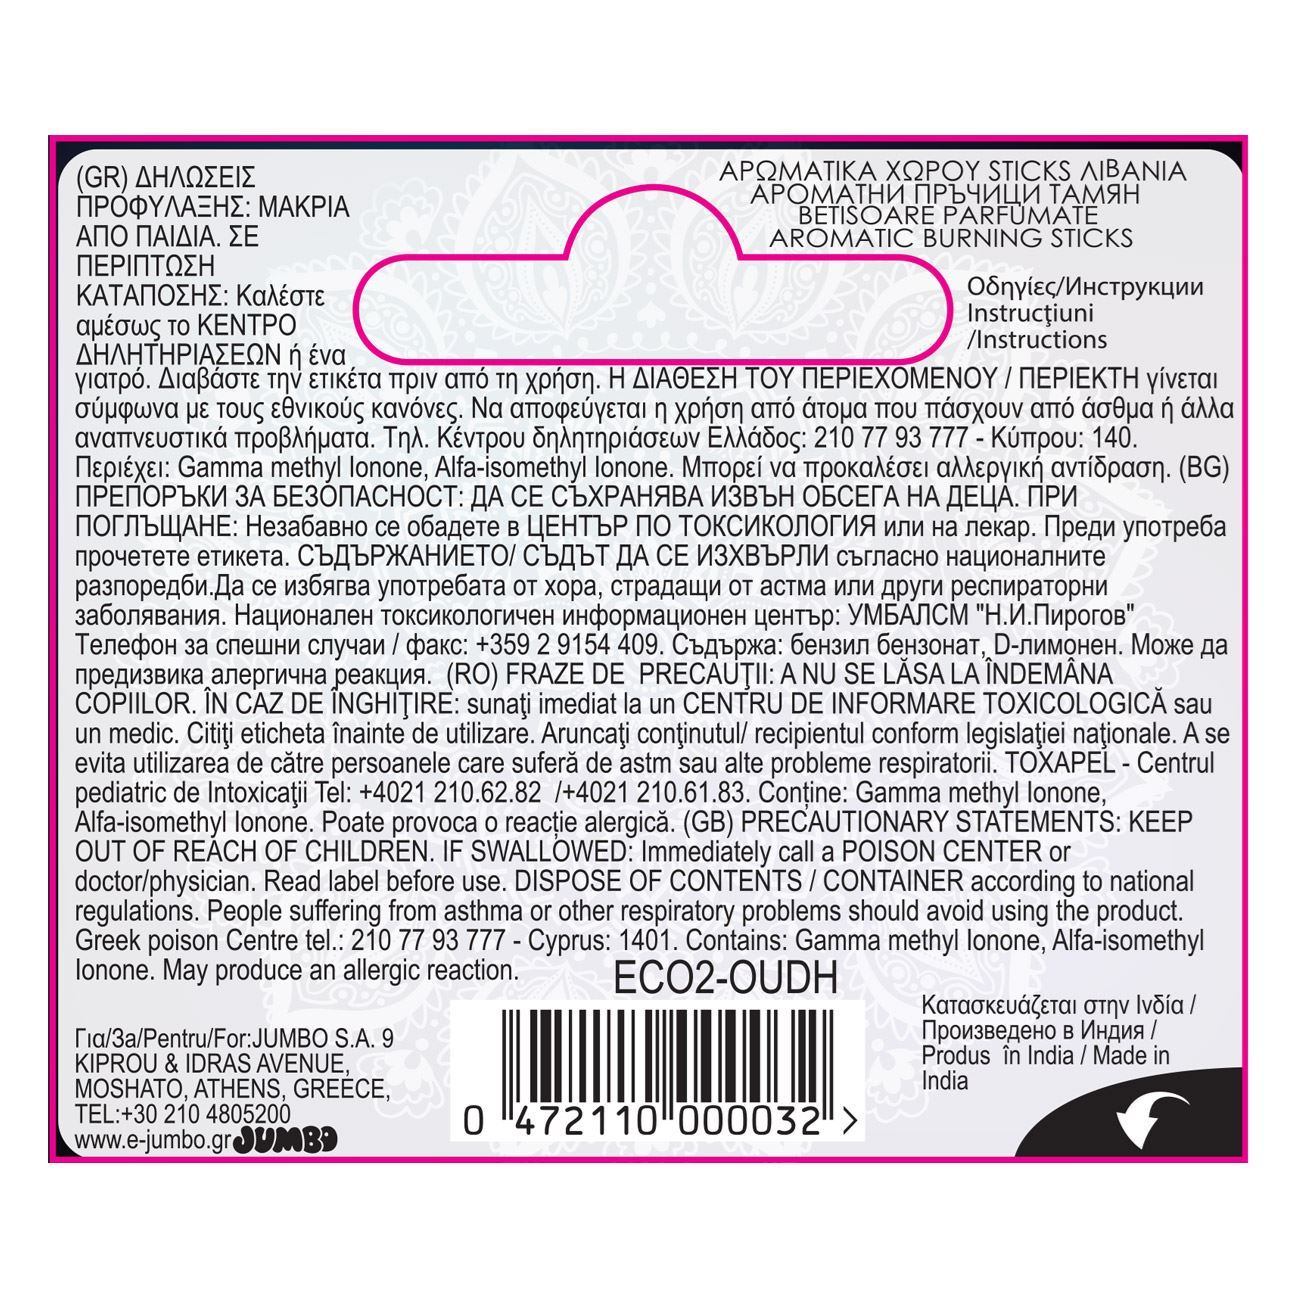 (GR) ΔΗΛΩΣΕΙΣ
ΠΡΟΦΥΛΑΞΗΣ: ΜΑΚΡΙΑ
ΑΠΟ ΠΑΙΔΙΑ. ΣΕ
ΠΕΡΙΠΤΩΣΗ
ΚΑΤΑΠΟΣΗΣ: Καλέστε
αμέσως το ΚΕΝΤΡΟ
ΔΗΛΗΤΗΡΙΑΣΕΩΝ ή ένα
ΑΡΩΜΑΤΙΚΑ ΧΩΡΟΥ STICKS ΛΙΒΑΝΙΑ
АРОМАТНИ ПРЪЧИЦИ ТАМЯН
BETISOARE PARFUMATE
AROMATIC BURNING STICKS
Οδηγίες/Инструкции
Instrucţiuni
/Instructions
γιατρό. Διαβάστε την ετικέτα πριν από τη χρήση. Η ΔΙΑΘΕΣΗ ΤΟΥ ΠΕΡΙΕΧΟΜΕΝΟΥ / ΠΕΡΙΕΚΤΗ γίνεται
σύμφωνα με τους εθνικούς κανόνες. Να αποφεύγεται η χρήση από άτομα που πάσχουν από άσθμα ή άλλα
αναπνευστικά προβλήματα. Τηλ. Κέντρου δηλητηριάσεων Ελλάδος: 210 77 93 777 - Κύπρου: 140.
Περιέχει: Gamma methyl Ionone, Alfa-isomethyl Ionone. Μπορεί να προκαλέσει αλλεργική αντίδραση. (BG)
ПРЕПОРЪКИ ЗА БЕЗОПАСНОСТ: ДА СЕ СЪХРАНЯВА ИЗВЪН ОБСЕГА НА ДЕЦА. ПРИ
ПОГЛЪЩАНЕ: Незабавно се обадете в ЦЕНТЪР ПО ТОКСИКОЛОГИЯ или на лекар. Преди употреба
прочетете етикета. СЪДЪРЖАНИЕТО/ СЪДЪТ ДА СЕ ИЗХВЪРЛИ съгласно националните
разпоредби.Да се избягва употребата от хора, страдащи от астма или други респираторни
заболявания. Национален токсикологичен информационен център: УМБАЛСМ "Н.И.Пирогов"
Телефон за спешни случаи / факс: +359 2 9154 409. Съдържа: бензил бензонат, D-лимонен. Може да
предизвика алергична реакция. (RO) FRAZE DE PRECAUŢII: A NU SE LĂSA LA ÎNDEMÂNA
COPIILOR. ÎN CAZ DE ÎNGHIŢIRE: sunaţi imediat la un CENTRU DE INFORMARE TOXICOLOGICĂ sau
un medic. Citiţi eticheta înainte de utilizare. Aruncaţi conţinutul/ recipientul conform legislaţiei naţionale. A se
evita utilizarea de către persoanele care suferă de astm sau alte probleme respiratorii. TOXAPEL - Centrul
pediatric de Intoxicaţii Tel: +4021 210.62.82 /+4021 210.61.83. Conține: Gamma methyl Ionone,
Alfa-isomethyl Ionone. Poate provoca o reacție alergică. (GB) PRECAUTIONARY STATEMENTS: KEEP
OUT OF REACH OF CHILDREN. IF SWALLOWED: Immediately call a POISON CENTER or
doctor/physician. Read label before use. DISPOSE OF CONTENTS / CONTAINER according to national
regulations. People suffering from asthma or other respiratory problems should avoid using the product.
Greek poison Centre tel.: 210 77 93 777 - Cyprus: 1401. Contains: Gamma methyl Ionone, Alfa-isomethyl
Ionone. May produce an allergic reaction.
ECO2-OUDH
Για/За/Pentru/For:JUMBO S.A. 9
KIPROU & IDRAS AVENUE,
MOSHATO, ATHENS, GREECE,
TEL:+30 210 4805200
www.e-jumbo.gr JUMBO
0 472110 000032 >
Κατασκευάζεται στην Ινδία /
Произведено в Индия /
Produs în India / Made in
India